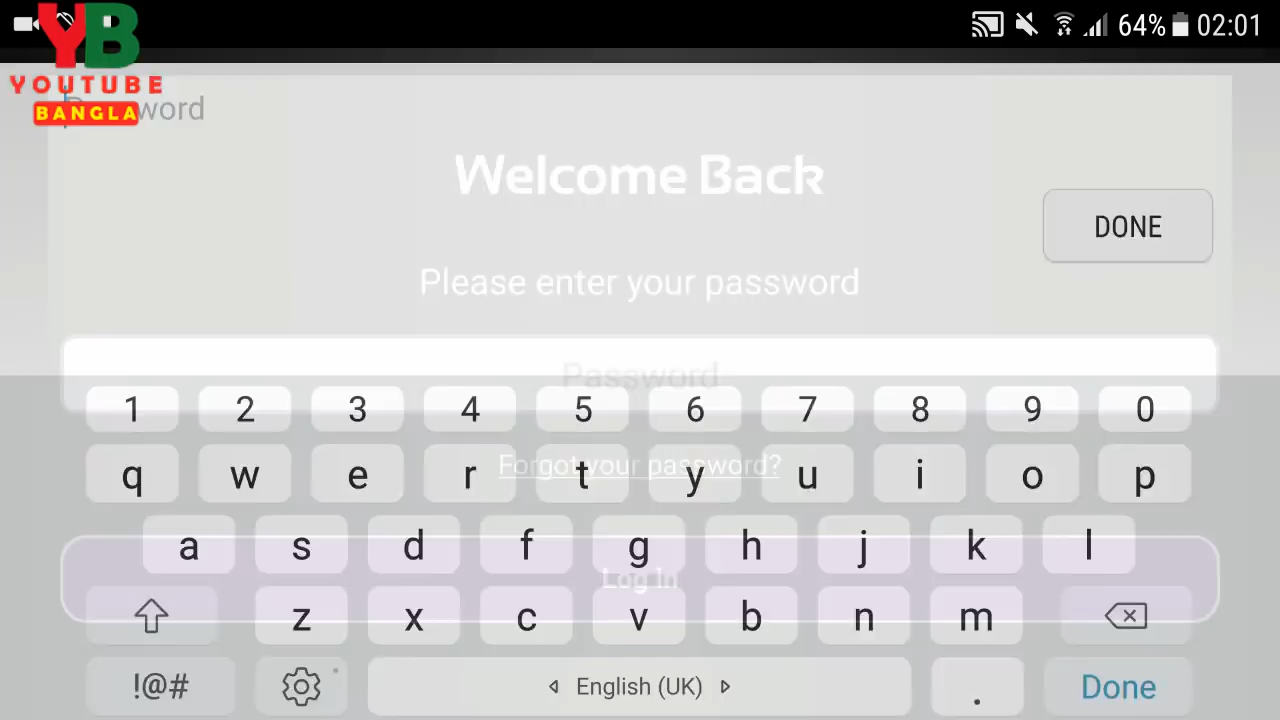 YB
YOUTUBE
BANGLA
64% 02:01
Password
Welcome Back
DONE
Please enter your password
Password
1 2 3 4 5 6 7 8 9 0
Forgot your password?
q w e r t y u i o p
a s d f g h j k l
Log In
z x c v b n m
!@# English (UK) . Done